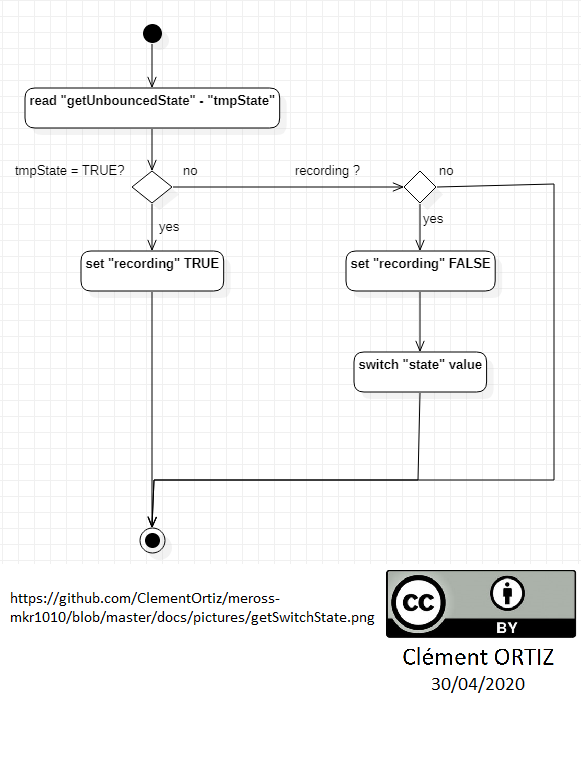 read "getUnbouncedState" - "tmpState"
tmpState = TRUE?
no
recording ?
no
yes
yes
set "recording" TRUE
set "recording" FALSE
switch "state" value
https://github.com/ClementOrtiz/meross-
mkr1010/blob/master/docs/pictures/getSwitchState.png
cc
BY
Clément ORTIZ
30/04/2020